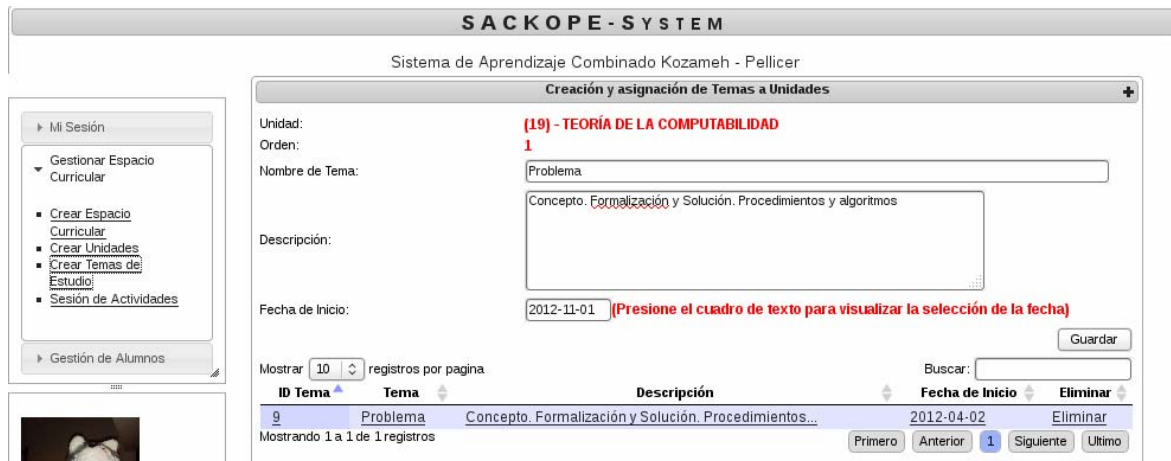 SACKOPE-SYSTEM
Sistema de Aprendizaje Combinado Kozameh - Pellicer
Mi Sesión
Gestionar Espacio
Curricular
Crear Espacio
Curricular
Crear Unidades
Crear Temas de
Estudio
Sesión de Actividades
Gestión de Alumnos
Creación y asignación de Temas a Unidades
Unidad: (19) - TEORÍA DE LA COMPUTABILIDAD
Orden: 1
Nombre de Tema: Problema
Descripción: Concepto. Formalización y Solución. Procedimientos y algoritmos
Fecha de Inicio: 2012-11-01 (Presione el cuadro de texto para visualizar la selección de la fecha)
Guardar
Mostrar 10 registros por pagina Buscar:
ID Tema Tema Descripción Fecha de Inicio Eliminar
9 Problema Concepto. Formalización y Solución. Procedimientos... 2012-04-02 Eliminar
Mostrando 1 a 1 de 1 registros Primero Anterior 1 Siguiente Ultimo